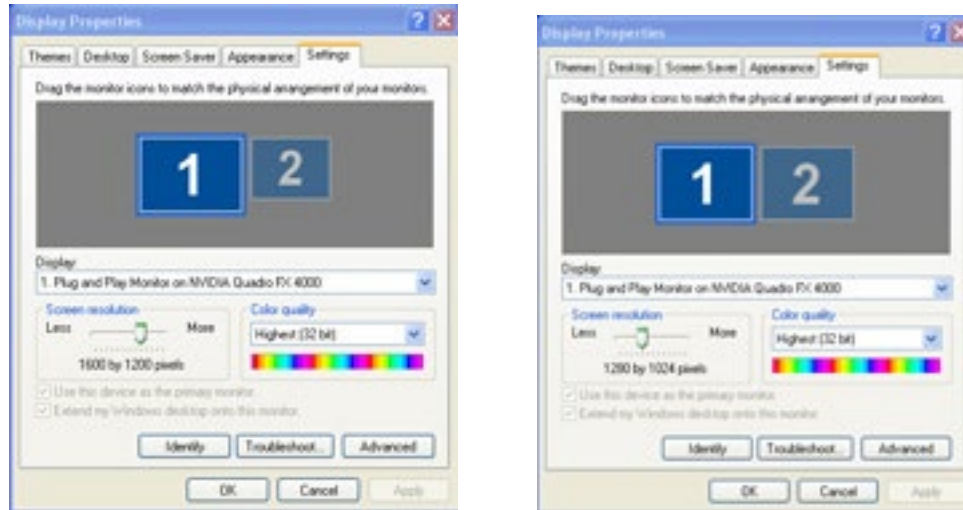 Display Properties
Themes Desktop Screen Saver Appearance Settings
Drag the monitor icons to match the physical arrangement of your monitors.
1 2
Display:
1. Plug and Play Monitor on NVIDIA Quadro FX 4000
Screen resolution
Less More
1600 by 1200 pixels
Color quality
Highest (32 bit)
Use this device as the primary monitor.
Extend my Windows desktop onto this monitor.
Identify Troubleshoot... Advanced
OK Cancel Apply
Display Properties
Themes Desktop Screen Saver Appearance Settings
Drag the monitor icons to match the physical arrangement of your monitors.
1 2
Display:
1. Plug and Play Monitor on NVIDIA Quadro FX 4000
Screen resolution
Less More
1280 by 1024 pixels
Color quality
Highest (32 bit)
Use this device as the primary monitor.
Extend my Windows desktop onto this monitor.
Identify Troubleshoot... Advanced
OK Cancel Apply